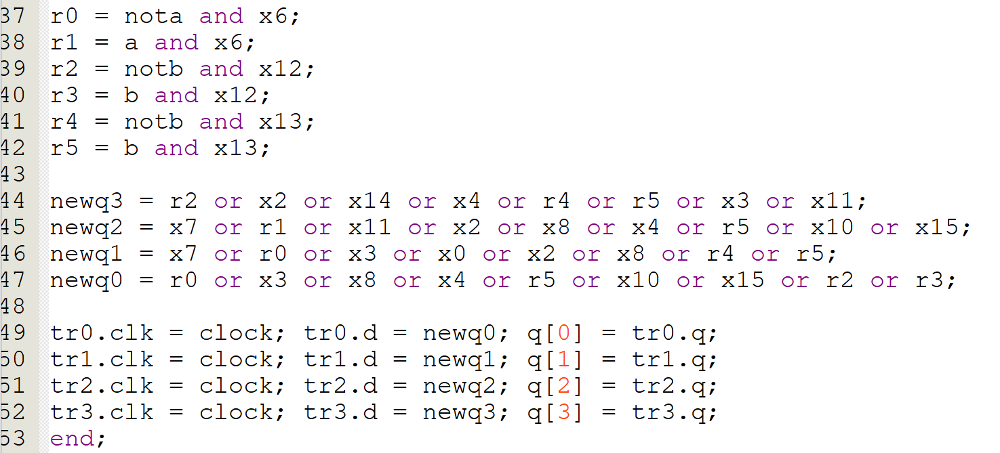 37 r0 = nota and x6;
38 r1 = a and x6;
39 r2 = notb and x12;
40 r3 = b and x12;
41 r4 = notb and x13;
42 r5 = b and x13;
43
44 newq3 = r2 or x2 or x14 or x4 or r4 or r5 or x3 or x11;
45 newq2 = x7 or r1 or x11 or x2 or x8 or x4 or r5 or x10 or x15;
46 newq1 = x7 or r0 or x3 or x0 or x2 or x8 or r4 or r5;
47 newq0 = r0 or x3 or x8 or x4 or r5 or x10 or x15 or r2 or r3;
48
49 tr0.clk = clock; tr0.d = newq0; q[0] = tr0.q;
50 tr1.clk = clock; tr1.d = newq1; q[1] = tr1.q;
51 tr2.clk = clock; tr2.d = newq2; q[2] = tr2.q;
52 tr3.clk = clock; tr3.d = newq3; q[3] = tr3.q;
53 end;